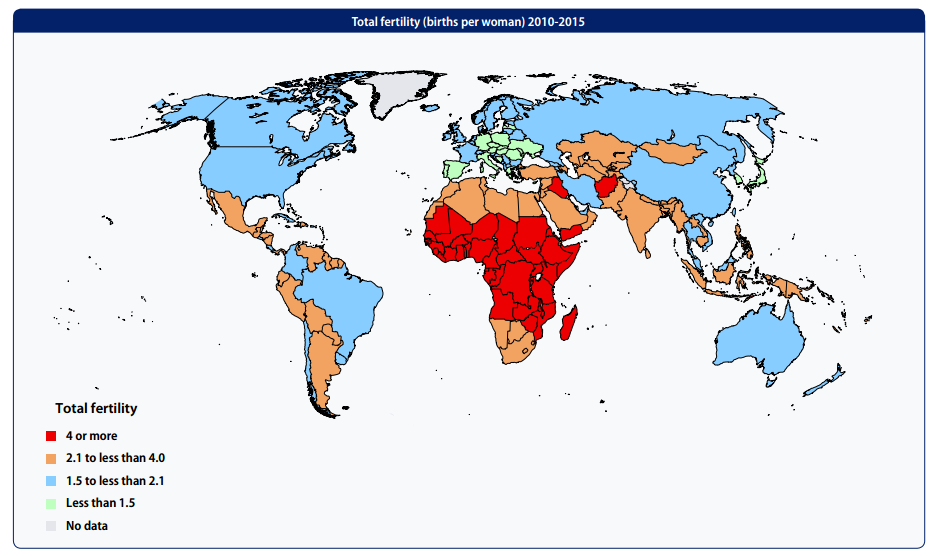 Total fertility (births per woman) 2010-2015
Total fertility
4 or more
2.1 to less than 4.0
1.5 to less than 2.1
Less than 1.5
No data